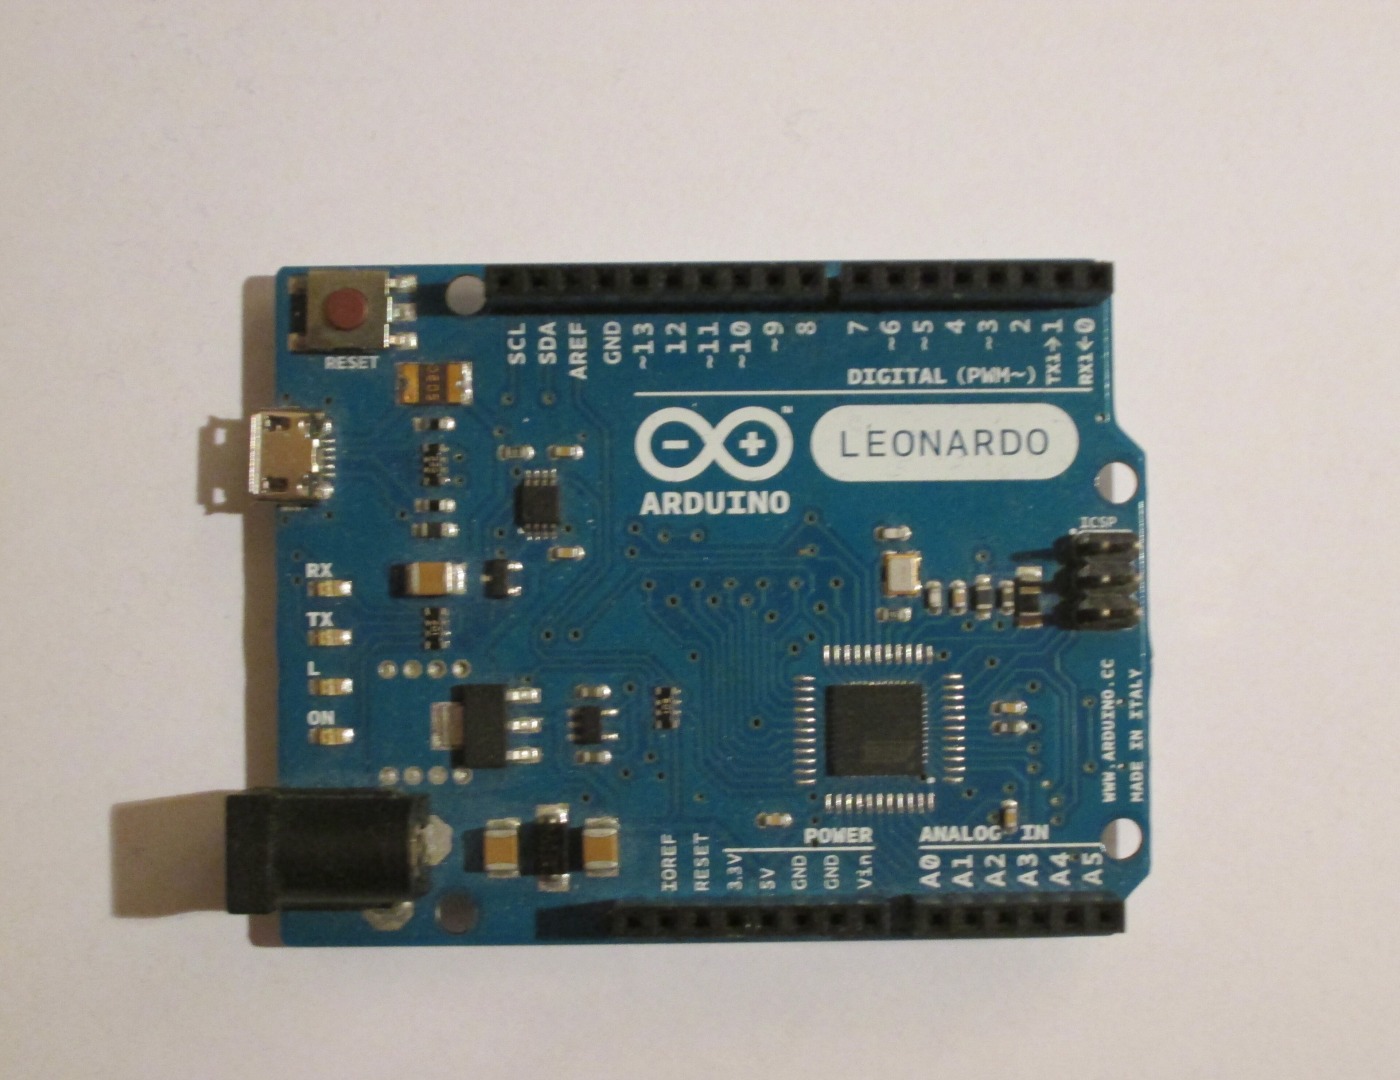 RESET
SCL
SDA
AREF
GND
~13
12
~11
~10
~9
8
7
~6
~5
4
~3
2
TX1→1
RX1←0
DIGITAL (PWM~)
ARDUINO
™
LEONARDO
ICSP
RX
TX
L
ON
WWW.ARDUINO.CC
MADE IN ITALY
POWER
ANALOG IN
IOREF
RESET
3.3V
5V
GND
GND
Vin
A0
A1
A2
A3
A4
A5